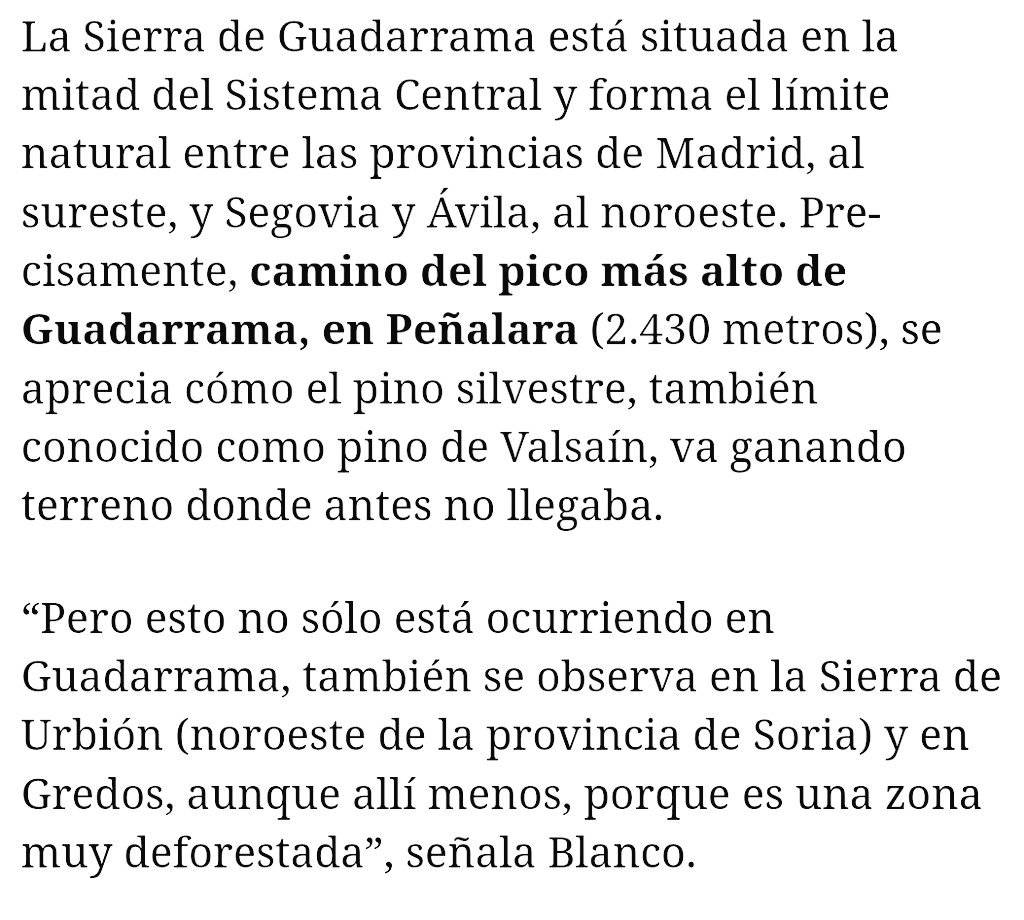 La Sierra de Guadarrama está situada en la
mitad del Sistema Central y forma el límite
natural entre las provincias de Madrid, al
sureste, y Segovia y Ávila, al noroeste. Pre-
cisamente, camino del pico más alto de
Guadarrama, en Peñalara (2.430 metros), se
aprecia cómo el pino silvestre, también
conocido como pino de Valsaín, va ganando
terreno donde antes no llegaba.
“Pero esto no sólo está ocurriendo en
Guadarrama, también se observa en la Sierra de
Urbión (noroeste de la provincia de Soria) y en
Gredos, aunque allí menos, porque es una zona
muy deforestada”, señala Blanco.